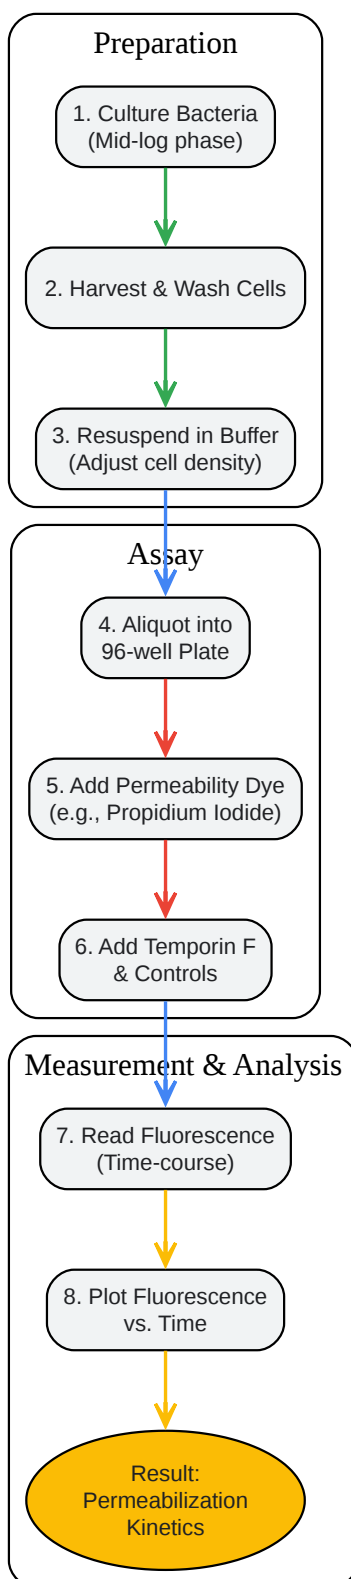 Preparation
1. Culture Bacteria
(Mid-log phase)
2. Harvest & Wash Cells
3. Resuspend in Buffer
(Adjust cell density)
Assay
4. Aliquot into
96-well Plate
5. Add Permeability Dye
(e.g., Propidium Iodide)
6. Add Temporin F
& Controls
Measurement & Analysis
7. Read Fluorescence
(Time-course)
8. Plot Fluorescence
vs. Time
Result:
Permeabilization
Kinetics